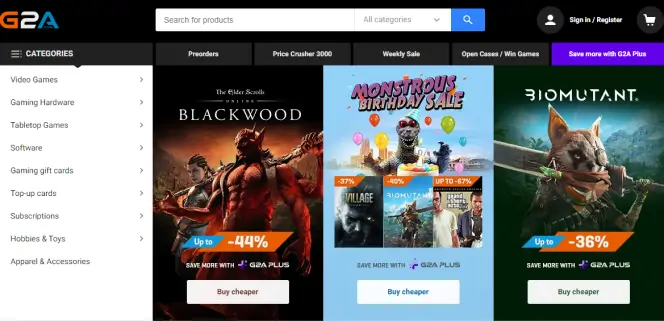 G2A
Search for products
All categories
Sign in / Register
CATEGORIES
Preorders
Price Crusher 3000
Weekly Sale
Open Cases / Win Games
Save more with G2A Plus
Video Games
Gaming Hardware
Tabletop Games
Software
Gaming gift cards
Top-up cards
Subscriptions
Hobbies & Toys
Apparel & Accessories
The Elder Scrolls
ONLINE
BLACKWOOD
Up to -44%
SAVE MORE WITH G2A PLUS
Buy cheaper
MONSTROUS
BIRTHDAY SALE
-37%
-40%
UP TO -67%
VILLAGE
BIOMUTANT
grand
theft
auto
SAVE MORE WITH G2A PLUS
Buy cheaper
BIOMUTANT
Up to -36%
SAVE MORE WITH G2A PLUS
Buy cheaper